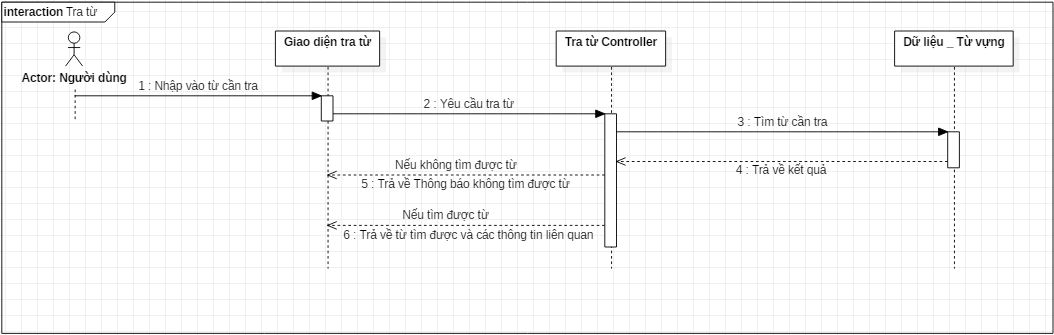 interaction Tra từ
Giao diện tra từ
Tra từ Controller
Dữ liệu _ Từ vựng
Actor: Người dùng
1 : Nhập vào từ cần tra
2 : Yêu cầu tra từ
3 : Tìm từ cần tra
4 : Trả về kết quả
Nếu không tìm được từ
5 : Trả về Thông báo không tìm được từ
Nếu tìm được từ
6 : Trả về từ tìm được và các thông tin liên quan